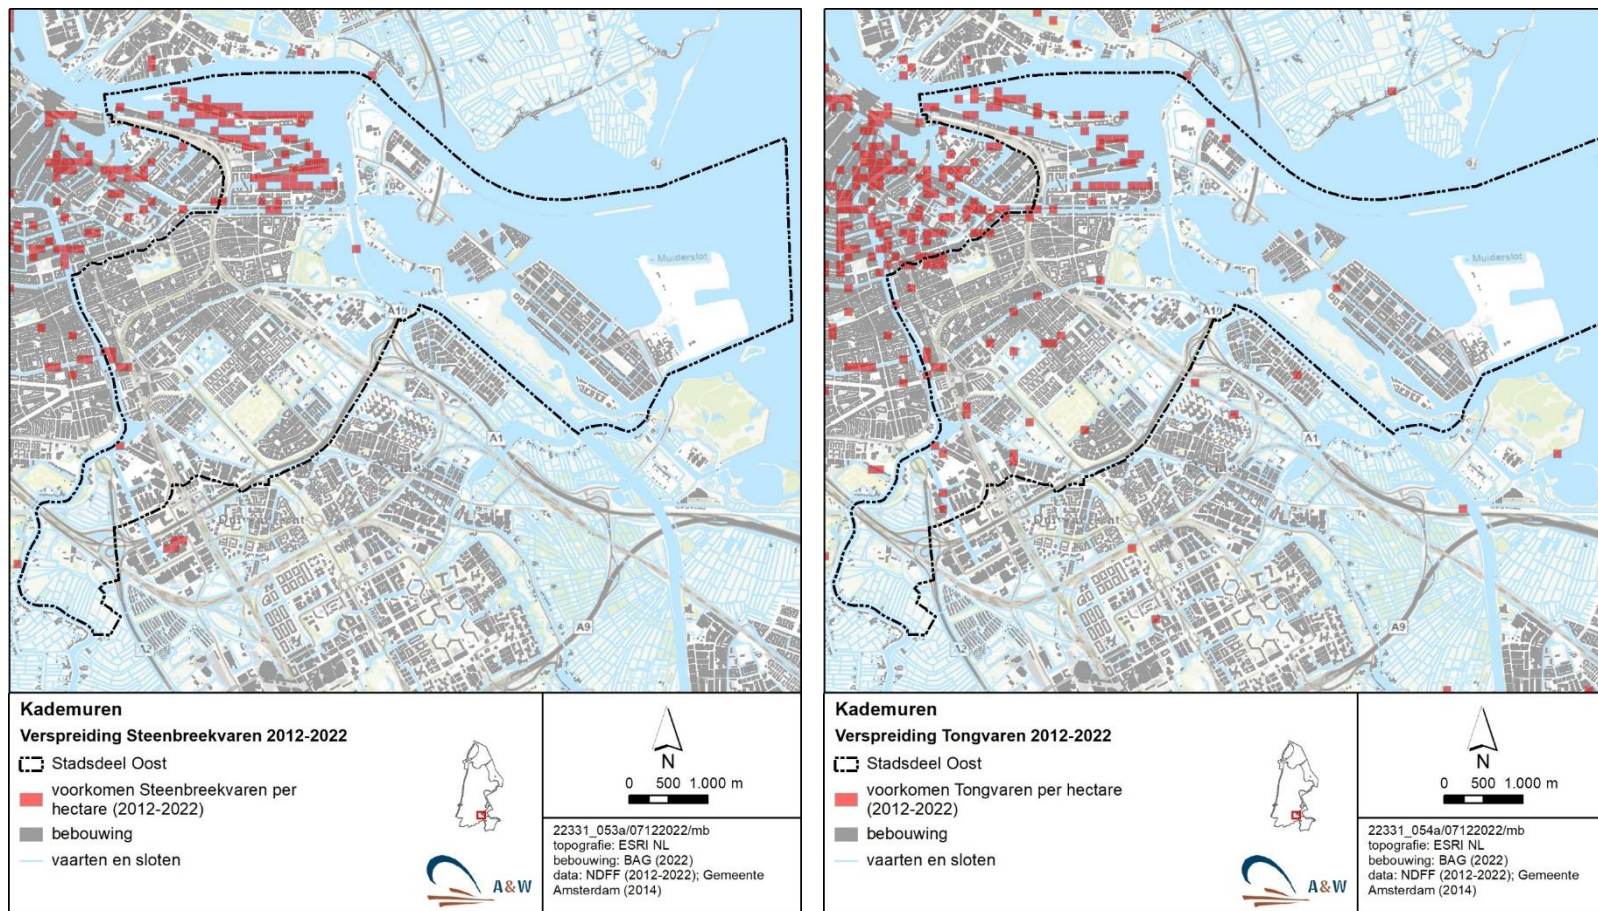 A10
Muiderslot
A1
A9
Kademuren
Verspreiding Steenbreekvaren 2012-2022
Stadsdeel Oost
voorkomen Steenbreekvaren per
hectare (2012-2022)
bebouwing
vaarten en sloten
A&W
N
0 500 1.000 m
22331_053a/07122022/mb
topografie: ESRI NL
bebouwing: BAG (2022)
data: NDFF (2012-2022); Gemeente
Amsterdam (2014)
Muiderslot
A1
A9
Kademuren
Verspreiding Tongvaren 2012-2022
Stadsdeel Oost
voorkomen Tongvaren per hectare
(2012-2022)
bebouwing
vaarten en sloten
A&W
N
0 500 1.000 m
22331_054a/07122022/mb
topografie: ESRI NL
bebouwing: BAG (2022)
data: NDFF (2012-2022); Gemeente
Amsterdam (2014)